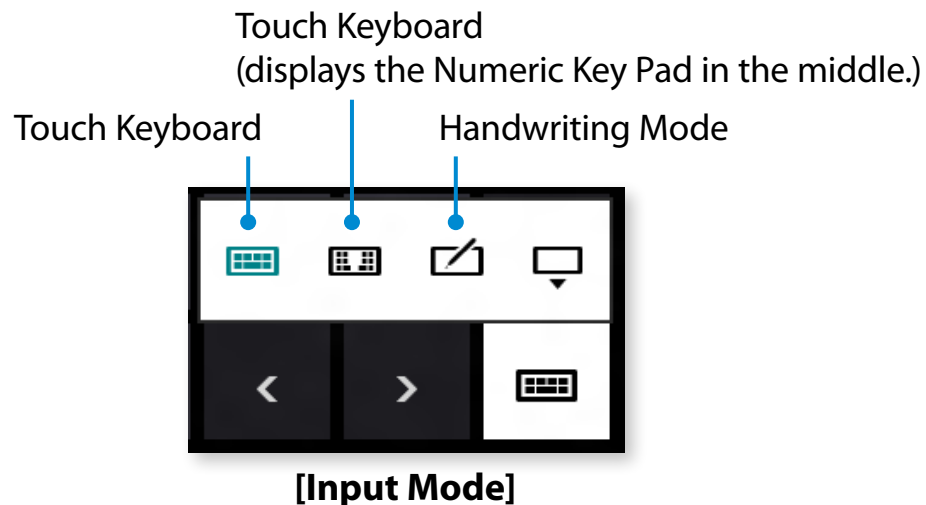 Touch Keyboard
(displays the Numeric Key Pad in the middle.)
Touch Keyboard
Handwriting Mode
[Input Mode]